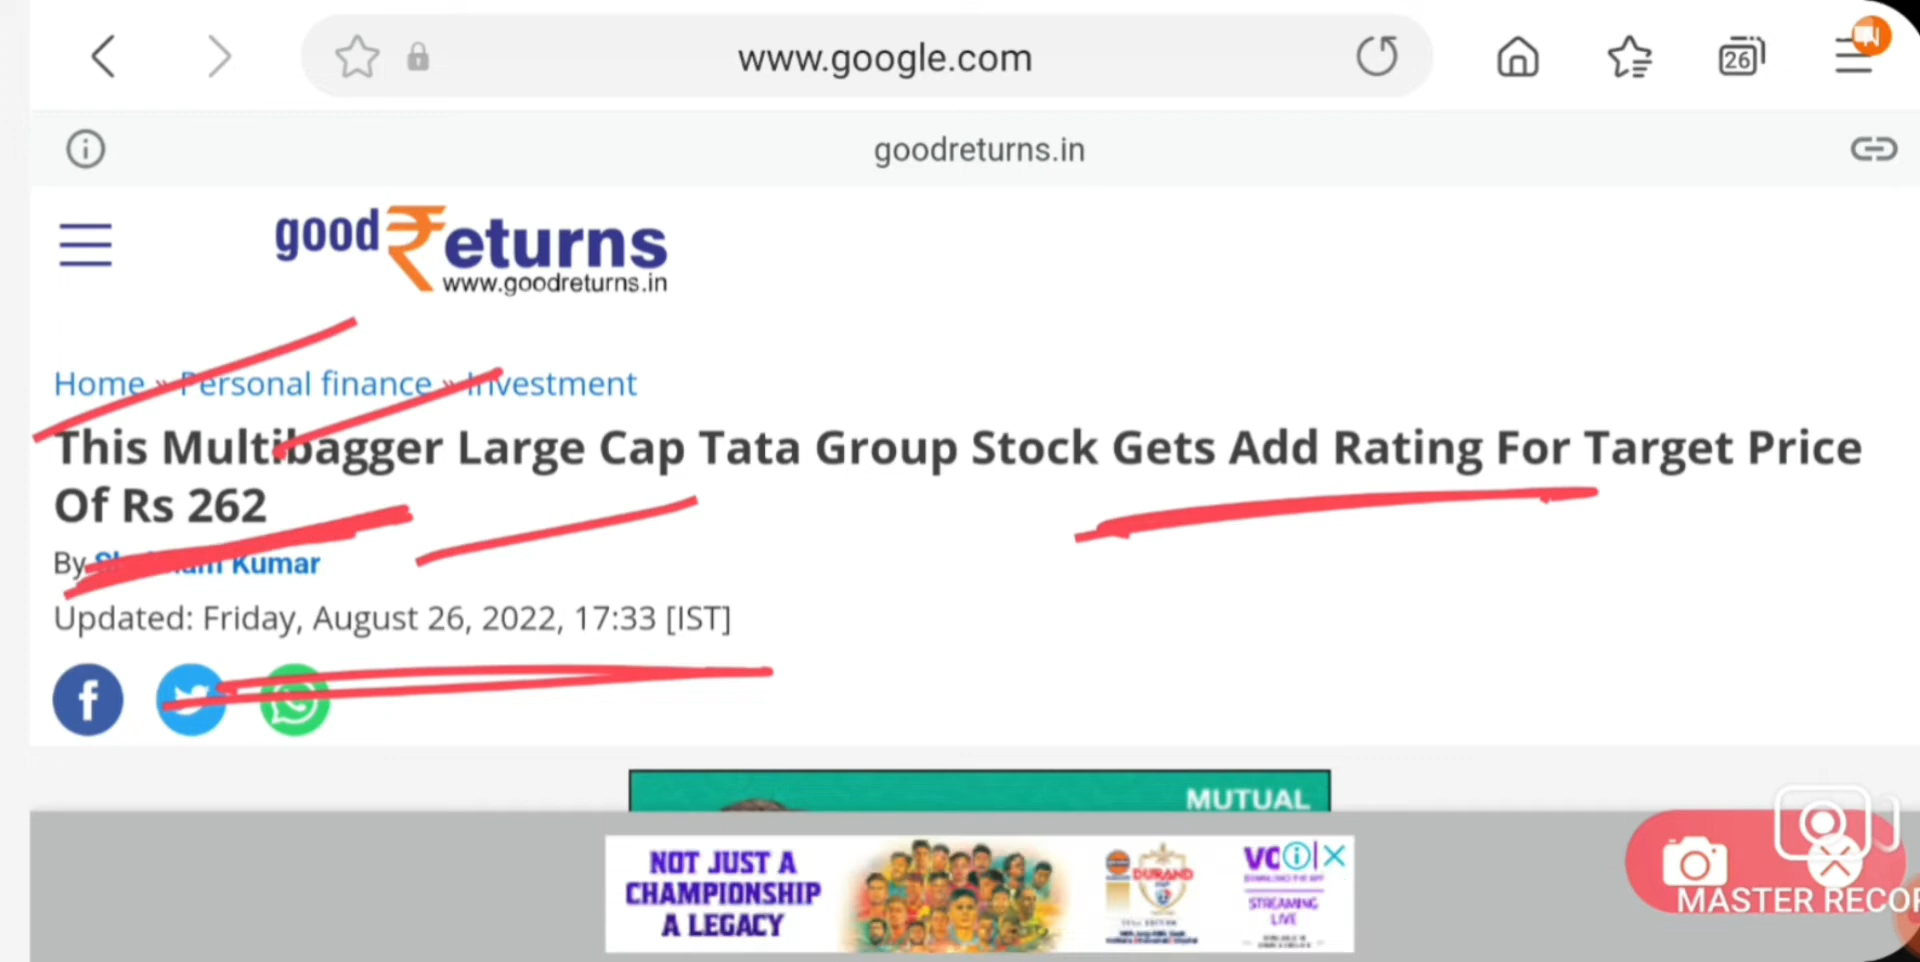 www.google.com
26
goodreturns.in
good₹eturns
www.goodreturns.in
Home » Personal finance » Investment
This Multibagger Large Cap Tata Group Stock Gets Add Rating For Target Price
Of Rs 262
By Kumar
Updated: Friday, August 26, 2022, 17:33 [IST]
MUTUAL
NOT JUST A
CHAMPIONSHIP
A LEGACY
DURAND
STREAMING
LIVE
MASTER RECOR